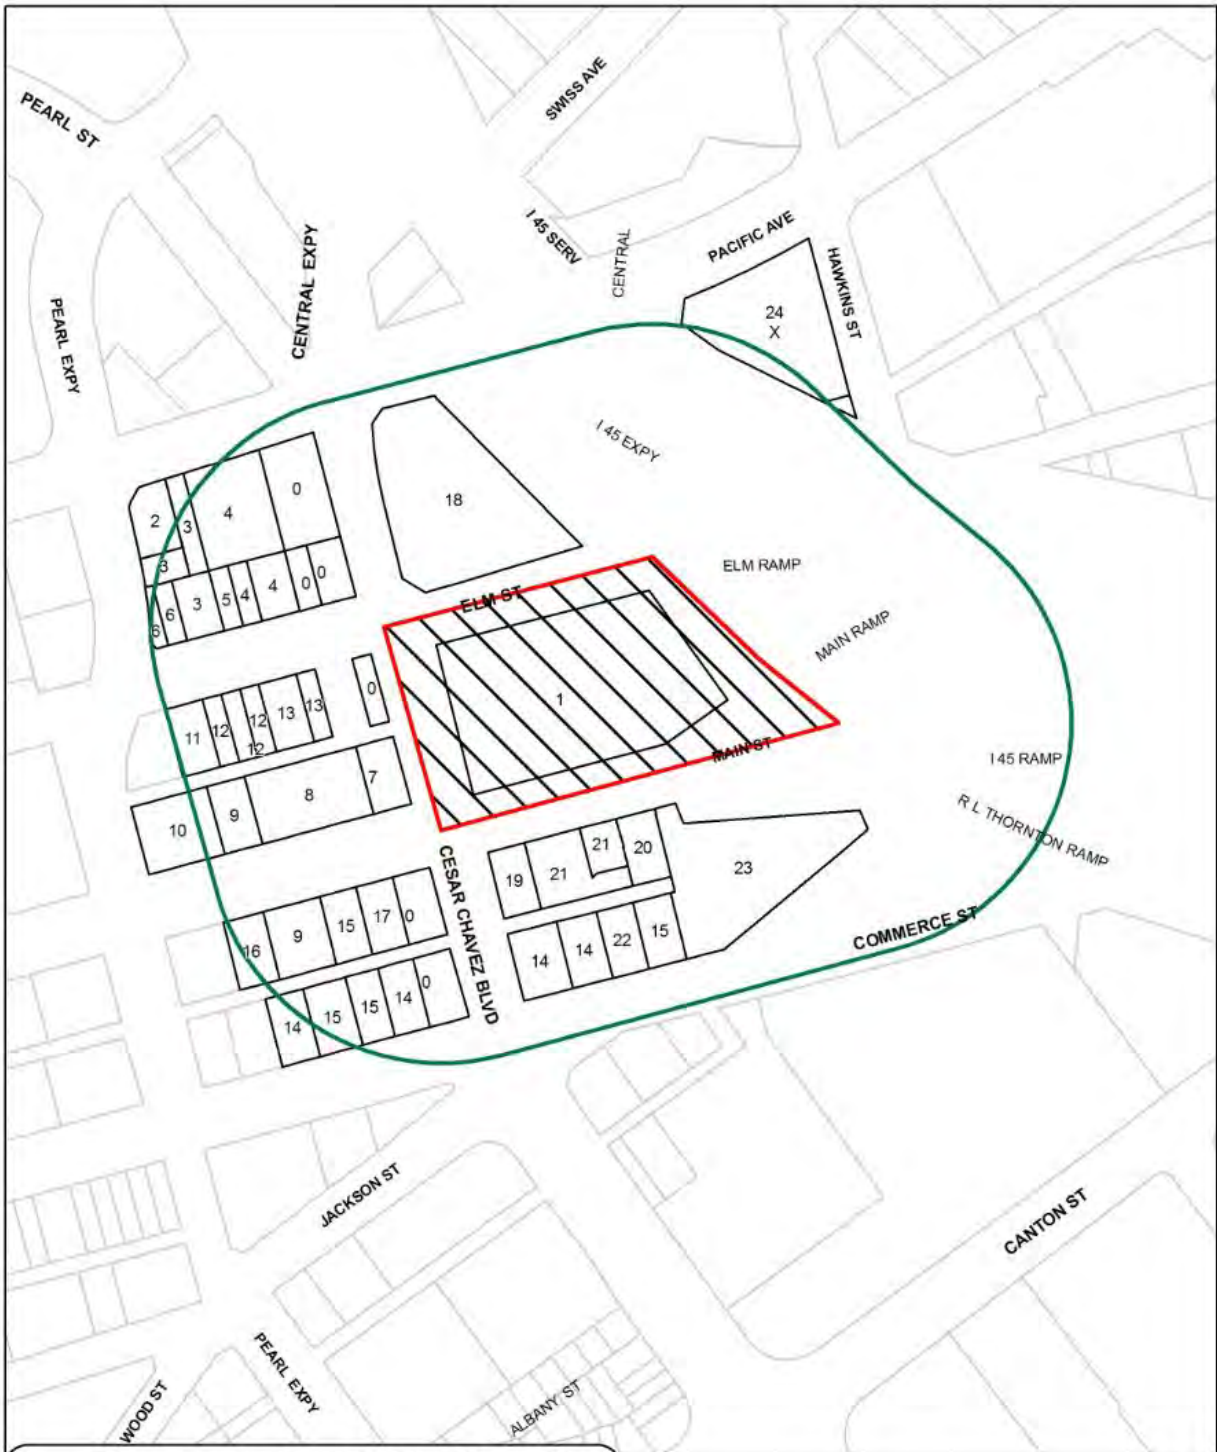 PEARL ST
SWISS AVE
I 45 SERV
CENTRAL
PACIFIC AVE
HAWKINS ST
CENTRAL EXPY
PEARL EXPY
24
X
I 45 EXPY
18
0
4
2
3
3
6
6
3
5
4
4
0
0
ELM ST
ELM RAMP
MAIN RAMP
0
1
11
12
12
12
13
13
MAIN ST
I 45 RAMP
R L THORNTON RAMP
7
8
9
10
CESAR CHAVEZ BLVD
19
21
21
20
23
16
9
15
17
0
14
14
22
15
COMMERCE ST
14
15
15
14
0
JACKSON ST
CANTON ST
PEARL EXPY
WOOD ST
ALBANY ST